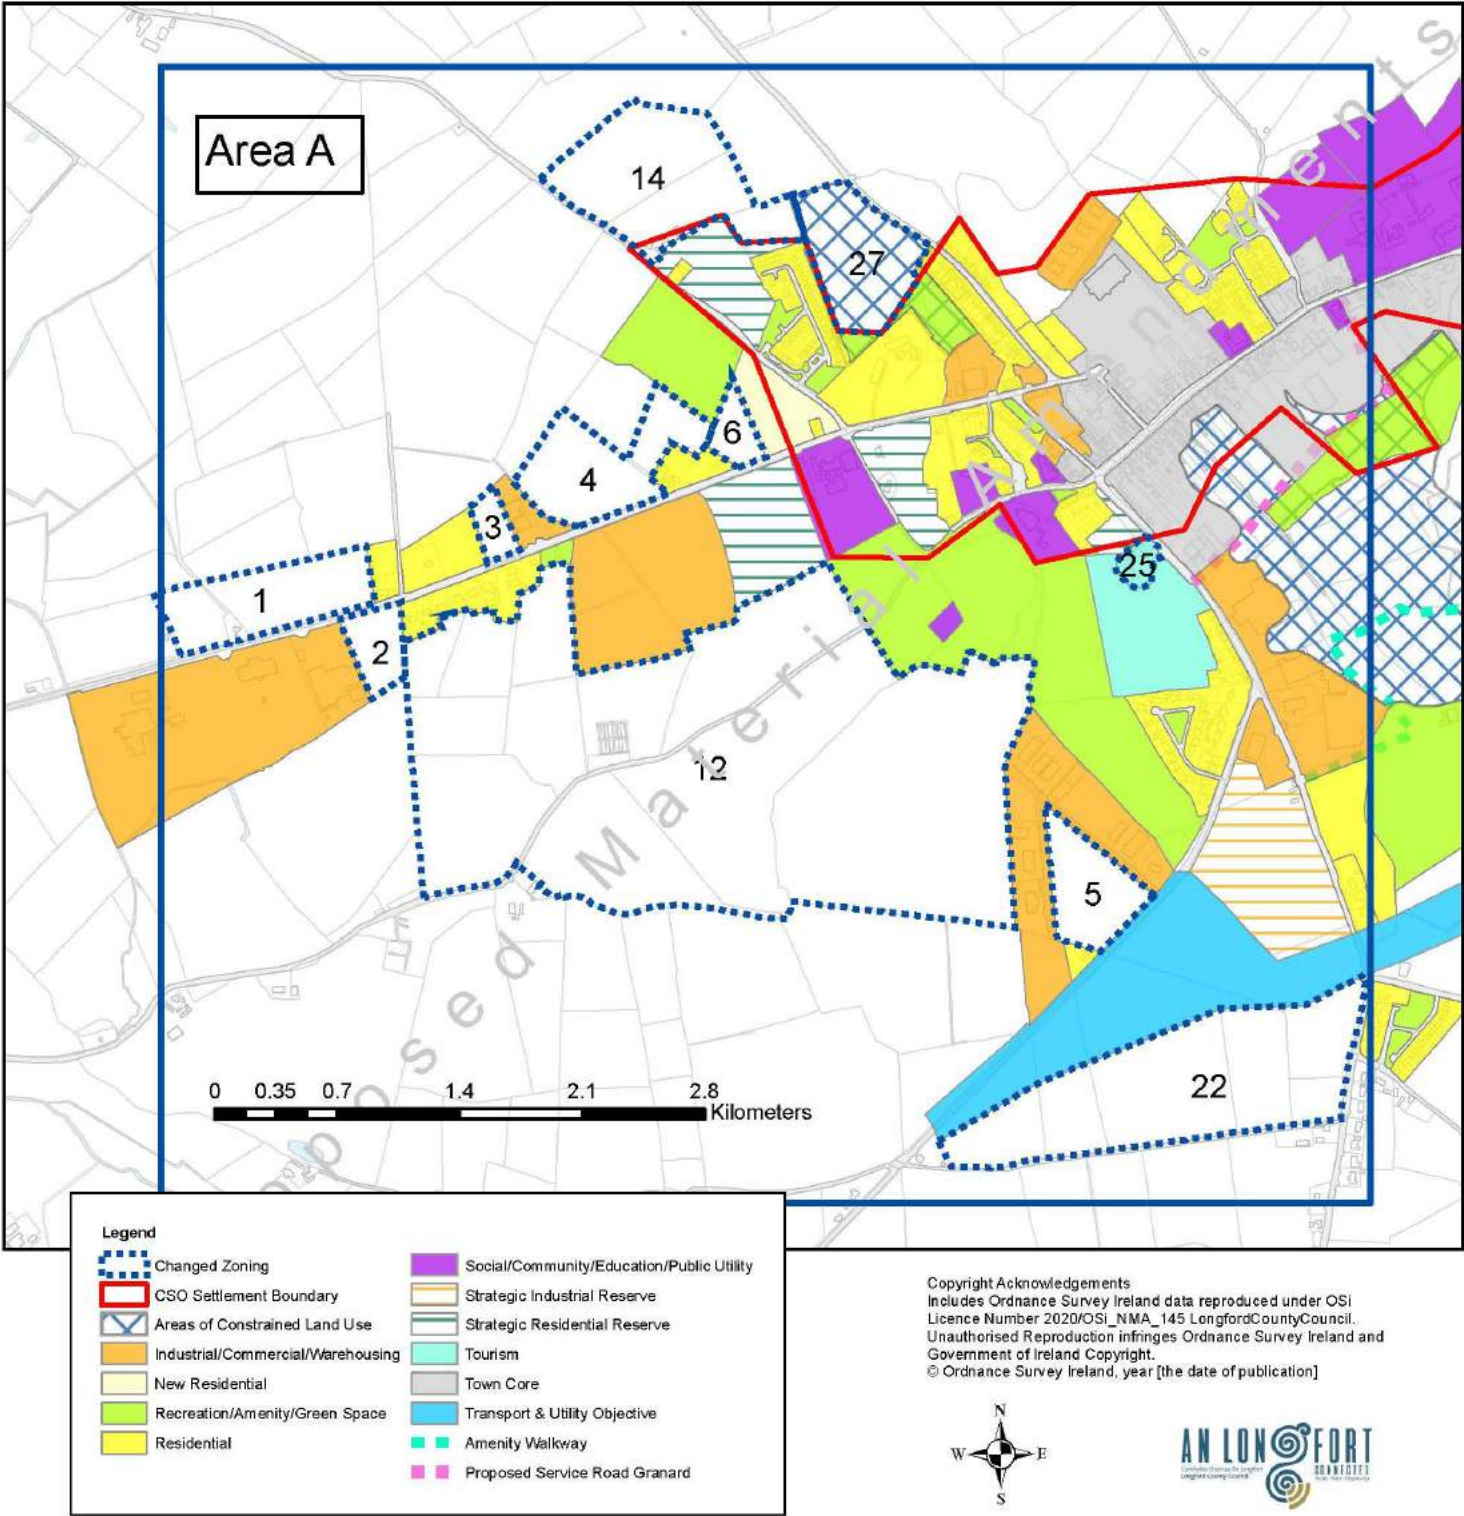 Area A
14
27
6
4
3
1
2
25
12
5
22
Proposed Material Amendments
0 0.35 0.7 1.4 2.1 2.8
Kilometers
Legend
Changed Zoning
CSO Settlement Boundary
Areas of Constrained Land Use
Industrial/Commercial/Warehousing
New Residential
Recreation/Amenity/Green Space
Residential
Social/Community/Education/Public Utility
Strategic Industrial Reserve
Strategic Residential Reserve
Tourism
Town Core
Transport & Utility Objective
Amenity Walkway
Proposed Service Road Granard
Copyright Acknowledgements
Includes Ordnance Survey Ireland data reproduced under OSi
Licence Number 2020/OSi_NMA_145 LongfordCountyCouncil.
Unauthorised Reproduction infringes Ordnance Survey Ireland and
Government of Ireland Copyright.
© Ordnance Survey Ireland, year [the date of publication]
N
W E
S
AN LONGFORT
Longford County Council
CONNECTED